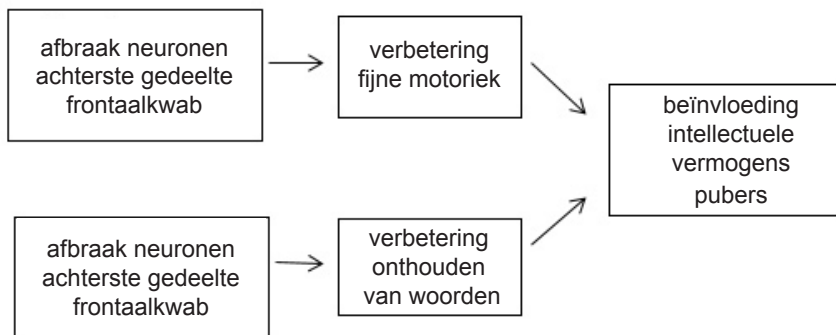 afbraak neuronen
achterste gedeelte
frontaalkwab
verbetering
fijne motoriek
beïnvloeding
intellectuele
vermogens
pubers
afbraak neuronen
achterste gedeelte
frontaalkwab
verbetering
onthouden
van woorden